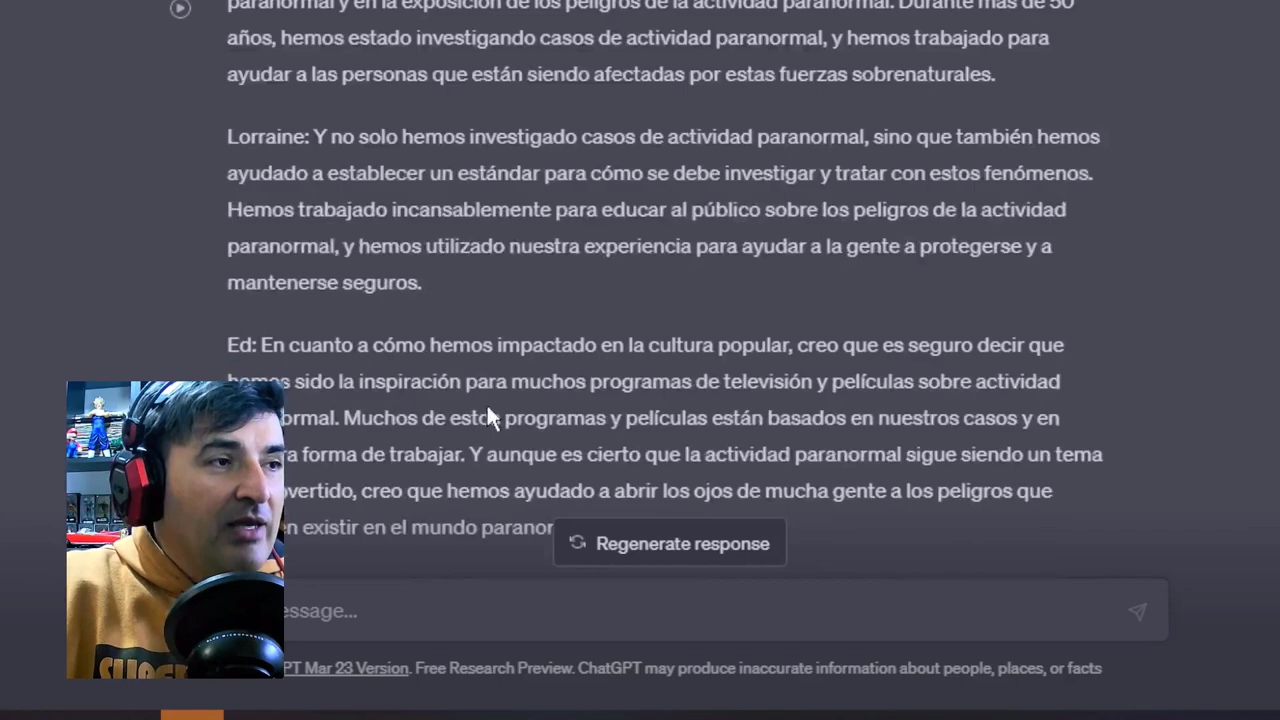 paranormal y en la exposición de los peligros de la actividad paranormal. Durante más de 50
años, hemos estado investigando casos de actividad paranormal, y hemos trabajado para
ayudar a las personas que están siendo afectadas por estas fuerzas sobrenaturales.
Lorraine: Y no solo hemos investigado casos de actividad paranormal, sino que también hemos
ayudado a establecer un estándar para cómo se debe investigar y tratar con estos fenómenos.
Hemos trabajado incansablemente para educar al público sobre los peligros de la actividad
paranormal, y hemos utilizado nuestra experiencia para ayudar a la gente a protegerse y a
mantenerse seguros.
Ed: En cuanto a cómo hemos impactado en la cultura popular, creo que es seguro decir que
hemos sido la inspiración para muchos programas de televisión y películas sobre actividad
ormal. Muchos de estos programas y películas están basados en nuestros casos y en
a forma de trabajar. Y aunque es cierto que la actividad paranormal sigue siendo un tema
overtido, creo que hemos ayudado a abrir los ojos de mucha gente a los peligros que
n existir en el mundo paranor
Regenerate response
essage...
PT Mar 23 Version. Free Research Preview. ChatGPT may produce inaccurate information about people, places, or facts